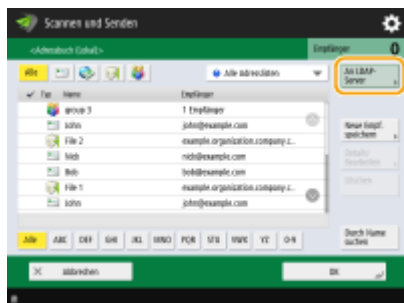 Scannen und Senden
<Adressbuch (Lokal)>
Empfänger 0
Alle
Alle Adresslisten
An LDAP-
Server
Typ Name Empfänger
group 3 1 Empfänger
John john@example.com
File 2 example.organization.company c..
Nick nick@example.com
Bob bob@example.com
File 1 example.organization.company c..
John john@example.com
Neue Empf.
speichern
Details/
Bearbeiten
Löschen
Alle ABC DEF GHI JKL MNO PQR STU VWX YZ 0-9
Durch Name
suchen
Abbrechen
OK